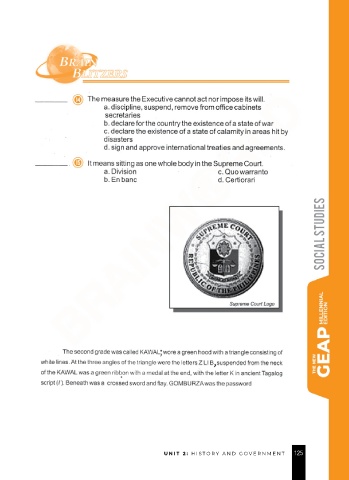 BRAIN
BLITZERS
The measure the Executive cannot act nor impose its will.
a. discipline, suspend, remove from office cabinets
secretaries
b. declare for the country the existence of a state of war
c. declare the existence of a state of calamity in areas hit by
disasters
d. sign and approve international treaties and agreements.
It means sitting as one whole body in the Supreme Court.
a. Division c. Quo warranto
b. En banc d. Certiorari
SUPREME COURT
REPUBLIC OF THE PHILIPPINES
Supreme Court Logo
SOCIAL STUDIES
THE NEW
GEAP
MILLENNIAL
EDITION
The second grade was called KAWAL; wore a green hood with a triangle consisting of
white lines. At the three angles of the triangle were the letters Z LI B, suspended from the neck
of the KAWAL was a green ribbon with a medal at the end, with the letter K in ancient Tagalog
script (/ ). Beneath was a crossed sword and flay. GOMBURZA was the password
UNIT 2: HISTORY AND GOVERNMENT 125